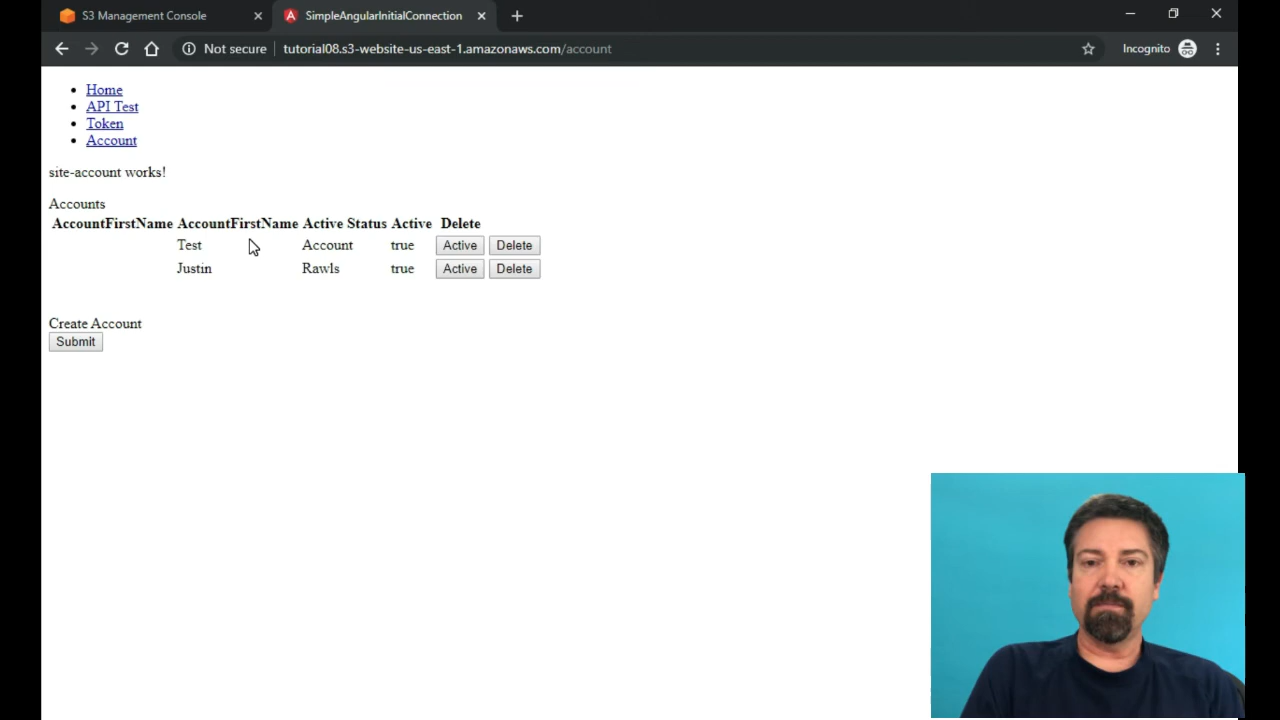 S3 Management Console
SimpleAngularInitialConnection
Not secure
tutorial08.s3-website-us-east-1.amazonaws.com/account
Incognito
Home
API Test
Token
Account
site-account works!
Accounts
AccountFirstName AccountFirstName Active Status Active Delete
Test Account true Active Delete
Justin Rawls true Active Delete
Create Account
Submit